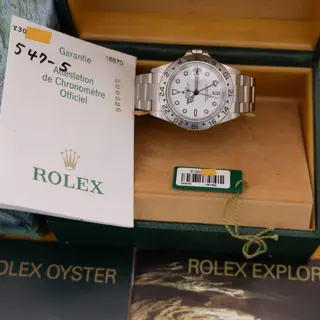 Y30
547-5
Garantie
16570
Attestation
de Chronomètre
Officiel
ROLEX
ROLEX OYSTER
ROLEX EXPLOR